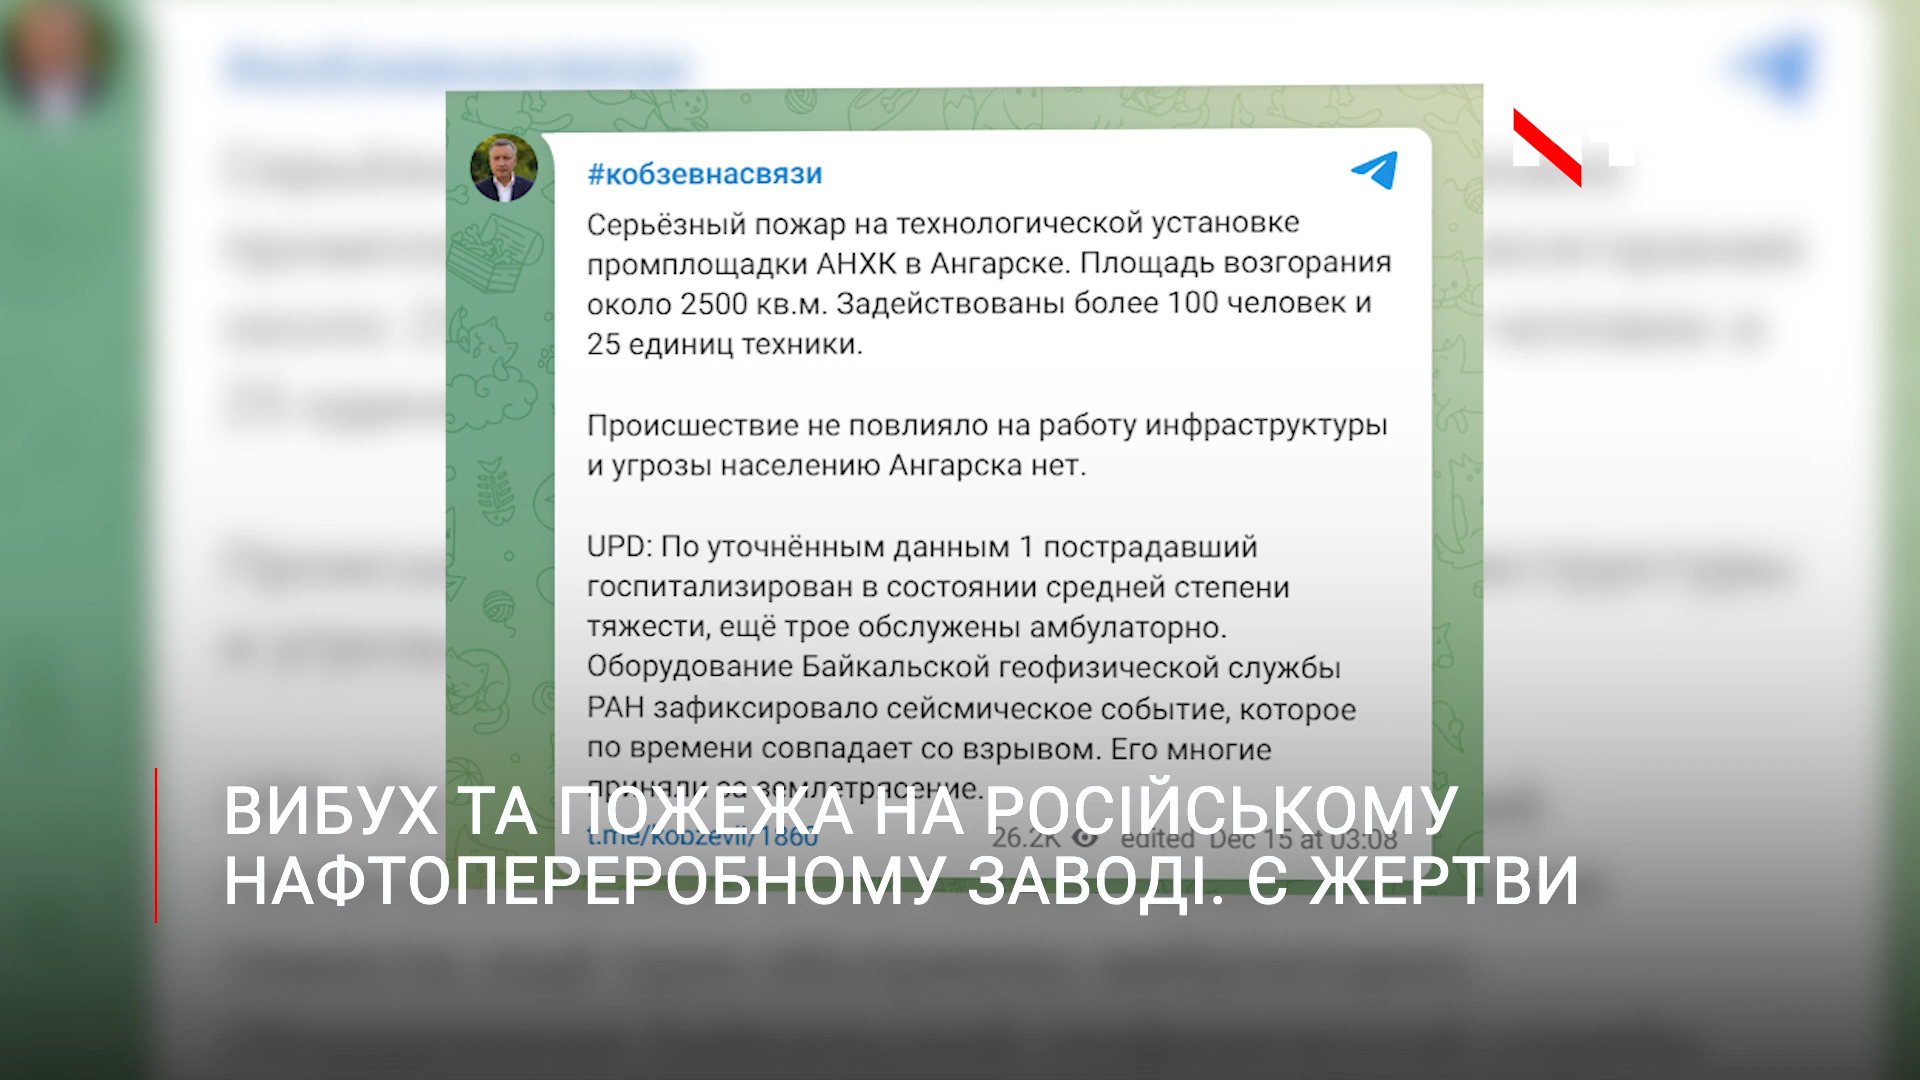 #кобзевнасвязи
Серьёзный пожар на технологической установке
промплощадки АНХК в Ангарске. Площадь возгорания
около 2500 кв.м. Задействованы более 100 человек и
25 единиц техники.
Происшествие не повлияло на работу инфраструктуры
и угрозы населению Ангарска нет.
UPD: По уточнённым данным 1 пострадавший
госпитализирован в состоянии средней степени
тяжести, ещё трое обслужены амбулаторно.
Оборудование Байкальской геофизической службы
РАН зафиксировало сейсмическое событие, которое
по времени совпадает со взрывом. Его многие
приняли за землетрясение.
t.me/kobzevii/1860 26.2K edited Dec 15 at 03:08
ВИБУХ ТА ПОЖЕЖА НА РОСІЙСЬКОМУ
НАФТОПЕРЕРОБНОМУ ЗАВОДІ. Є ЖЕРТВИ